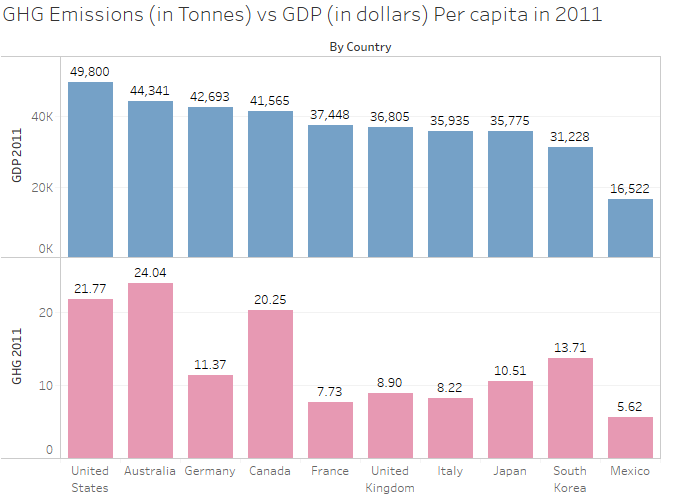 GHG Emissions (in Tonnes) vs GDP (in dollars) Per capita in 2011
By Country
GDP 2011
40K
20K
0K
49,800
44,341
42,693
41,565
37,448
36,805
35,935
35,775
31,228
16,522
GHG 2011
20
10
0
21.77
24.04
11.37
20.25
7.73
8.90
8.22
10.51
13.71
5.62
United
States
Australia
Germany
Canada
France
United
Kingdom
Italy
Japan
South
Korea
Mexico